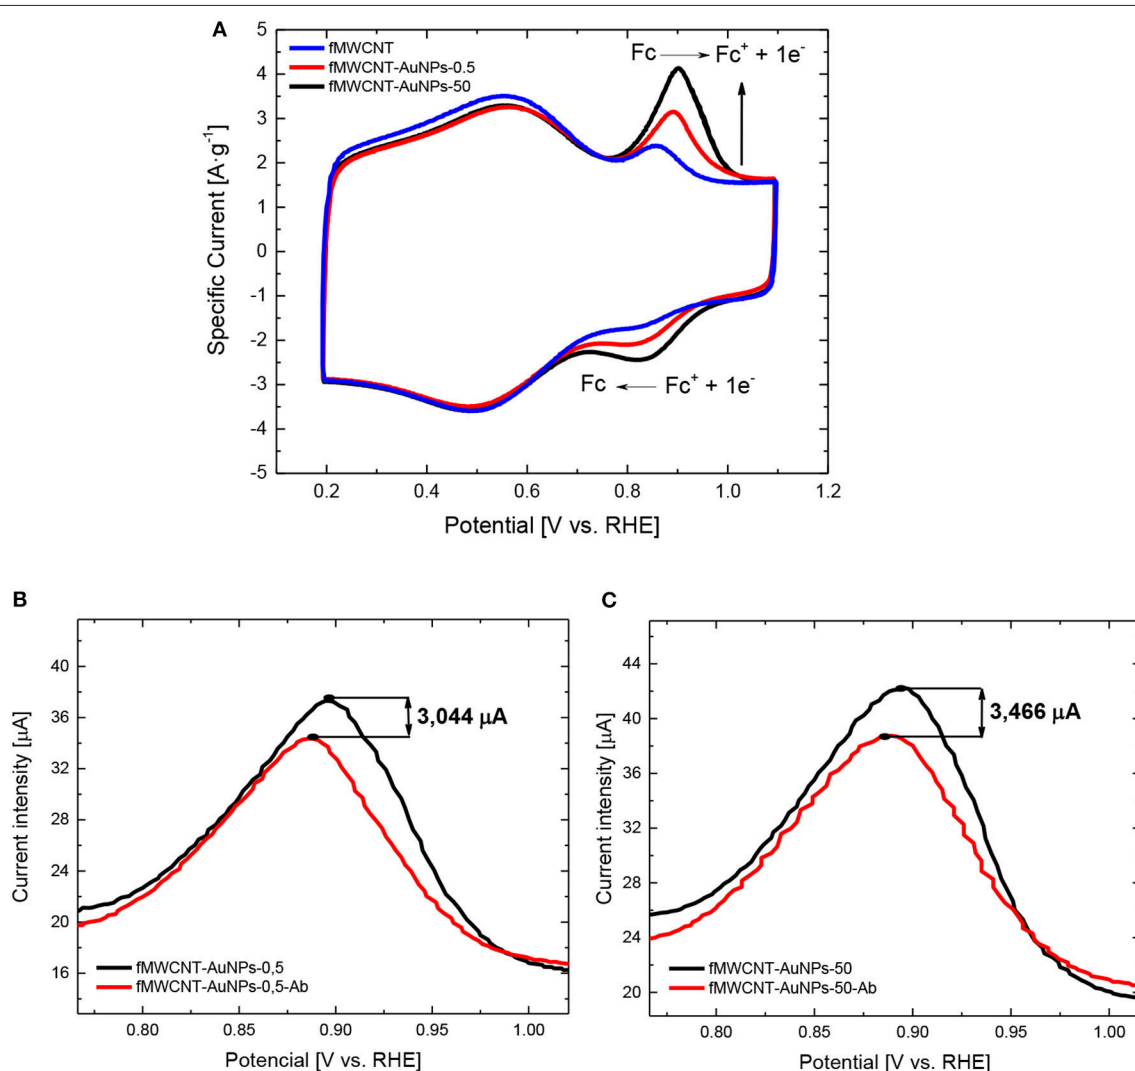 A
fMWCNT
fMWCNT-AuNPs-0.5
fMWCNT-AuNPs-50
Fc → Fc⁺ + 1e⁻
Fc ← Fc⁺ + 1e⁻
Specific Current [A·g⁻¹]
5
4
3
2
1
0
-1
-2
-3
-4
-5
0.2 0.4 0.6 0.8 1.0 1.2
Potential [V vs. RHE]
B
Current intensity [µA]
40
36
32
28
24
20
16
3,044 µA
fMWCNT-AuNPs-0,5
fMWCNT-AuNPs-0,5-Ab
0.80 0.85 0.90 0.95 1.00
Potencial [V vs. RHE]
C
Current intensity [µA]
44
40
36
32
28
24
20
3,466 µA
fMWCNT-AuNPs-50
fMWCNT-AuNPs-50-Ab
0.80 0.85 0.90 0.95 1.00
Potential [V vs. RHE]